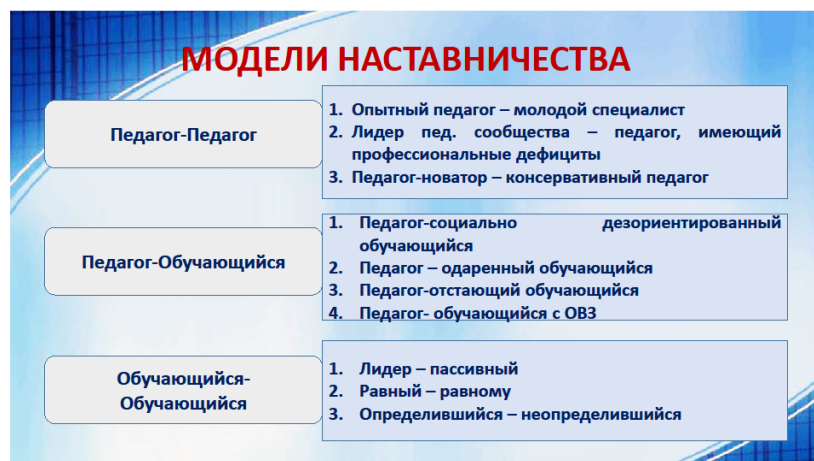 МОДЕЛИ НАСТАВНИЧЕСТВА
Педагог-Педагог
1. Опытный педагог – молодой специалист
2. Лидер пед. сообщества – педагог, имеющий
профессиональные дефициты
3. Педагог-новатор – консервативный педагог
Педагог-Обучающийся
1. Педагог-социально дезориентированный
обучающийся
2. Педагог – одаренный обучающийся
3. Педагог-отстающий обучающийся
4. Педагог- обучающийся с ОВЗ
Обучающийся-
Обучающийся
1. Лидер – пассивный
2. Равный – равному
3. Определившийся – неопределившийся